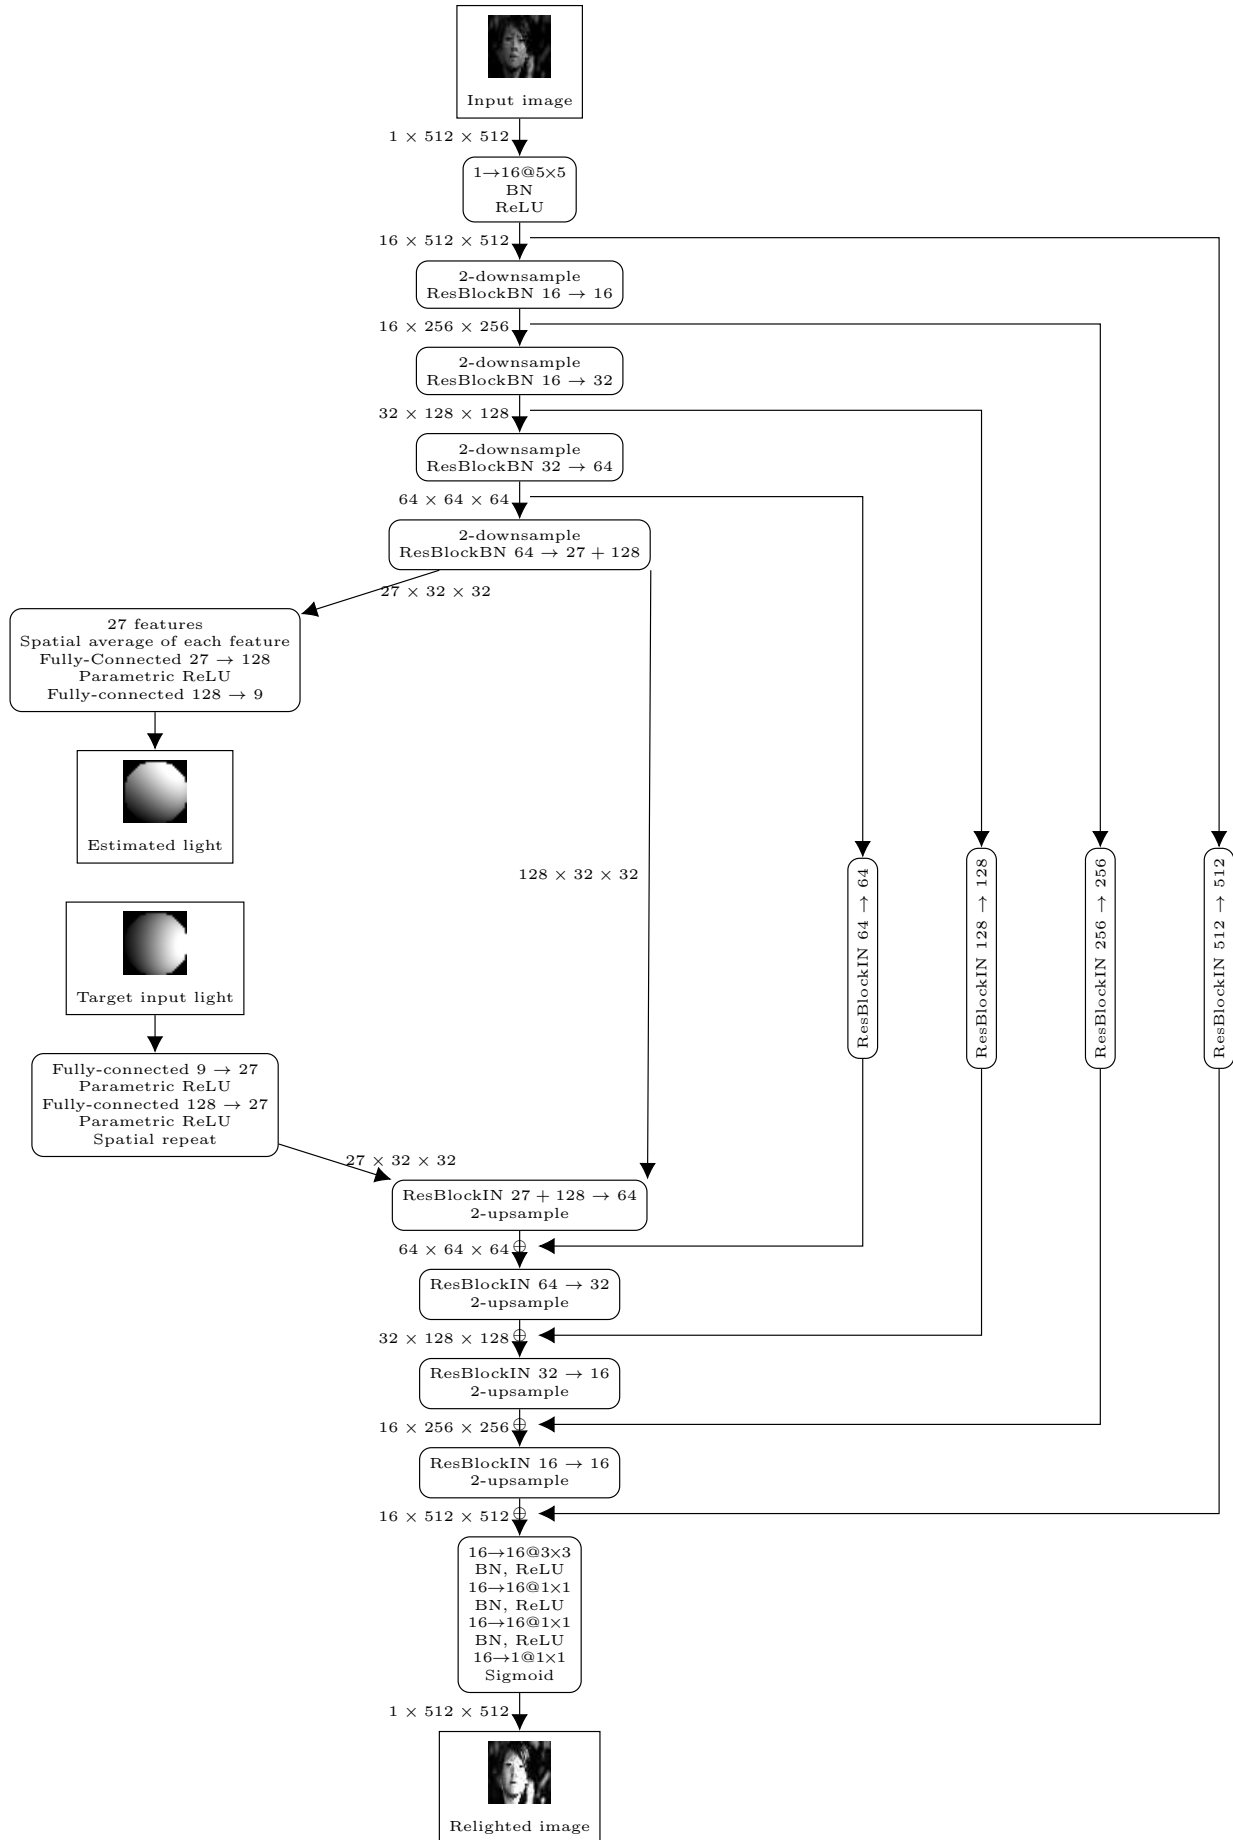 Input image
1 × 512 × 512
1→16@5×5
BN
ReLU
16 × 512 × 512
2-downsample
ResBlockBN 16 → 16
16 × 256 × 256
2-downsample
ResBlockBN 16 → 32
32 × 128 × 128
2-downsample
ResBlockBN 32 → 64
64 × 64 × 64
2-downsample
ResBlockBN 64 → 27 + 128
27 × 32 × 32
27 features
Spatial average of each feature
Fully-Connected 27 → 128
Parametric ReLU
Fully-connected 128 → 9
Estimated light
128 × 32 × 32
ResBlockIN 64 → 64
ResBlockIN 128 → 128
ResBlockIN 256 → 256
ResBlockIN 512 → 512
Target input light
Fully-connected 9 → 27
Parametric ReLU
Fully-connected 128 → 27
Parametric ReLU
Spatial repeat
27 × 32 × 32
ResBlockIN 27 + 128 → 64
2-upsample
64 × 64 × 64 ⊕
ResBlockIN 64 → 32
2-upsample
32 × 128 × 128 ⊕
ResBlockIN 32 → 16
2-upsample
16 × 256 × 256 ⊕
ResBlockIN 16 → 16
2-upsample
16 × 512 × 512 ⊕
16→16@3×3
BN, ReLU
16→16@1×1
BN, ReLU
16→16@1×1
BN, ReLU
16→1@1×1
Sigmoid
1 × 512 × 512
Relighted image